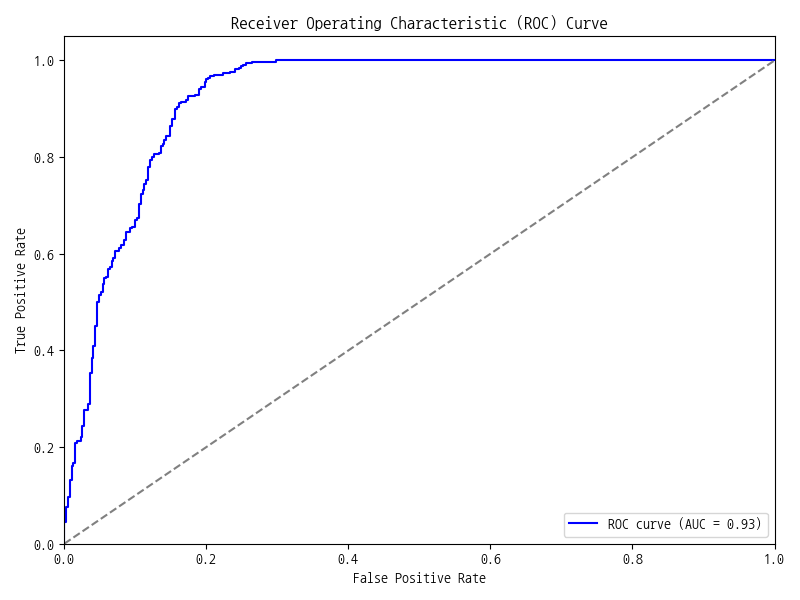 Receiver Operating Characteristic (ROC) Curve
True Positive Rate
1.0
0.8
0.6
0.4
0.2
0.0
0.0 0.2 0.4 0.6 0.8 1.0
False Positive Rate
ROC curve (AUC = 0.93)